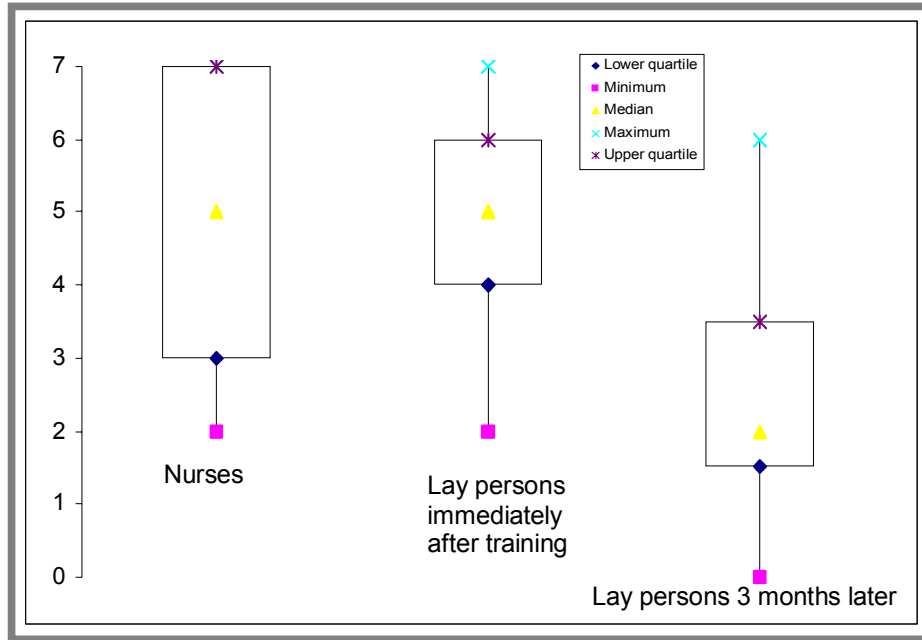 7
6
5
4
3
2
1
0
Lower quartile
Minimum
Median
Maximum
Upper quartile
Nurses
Lay persons
immediately
after training
Lay persons 3 months later